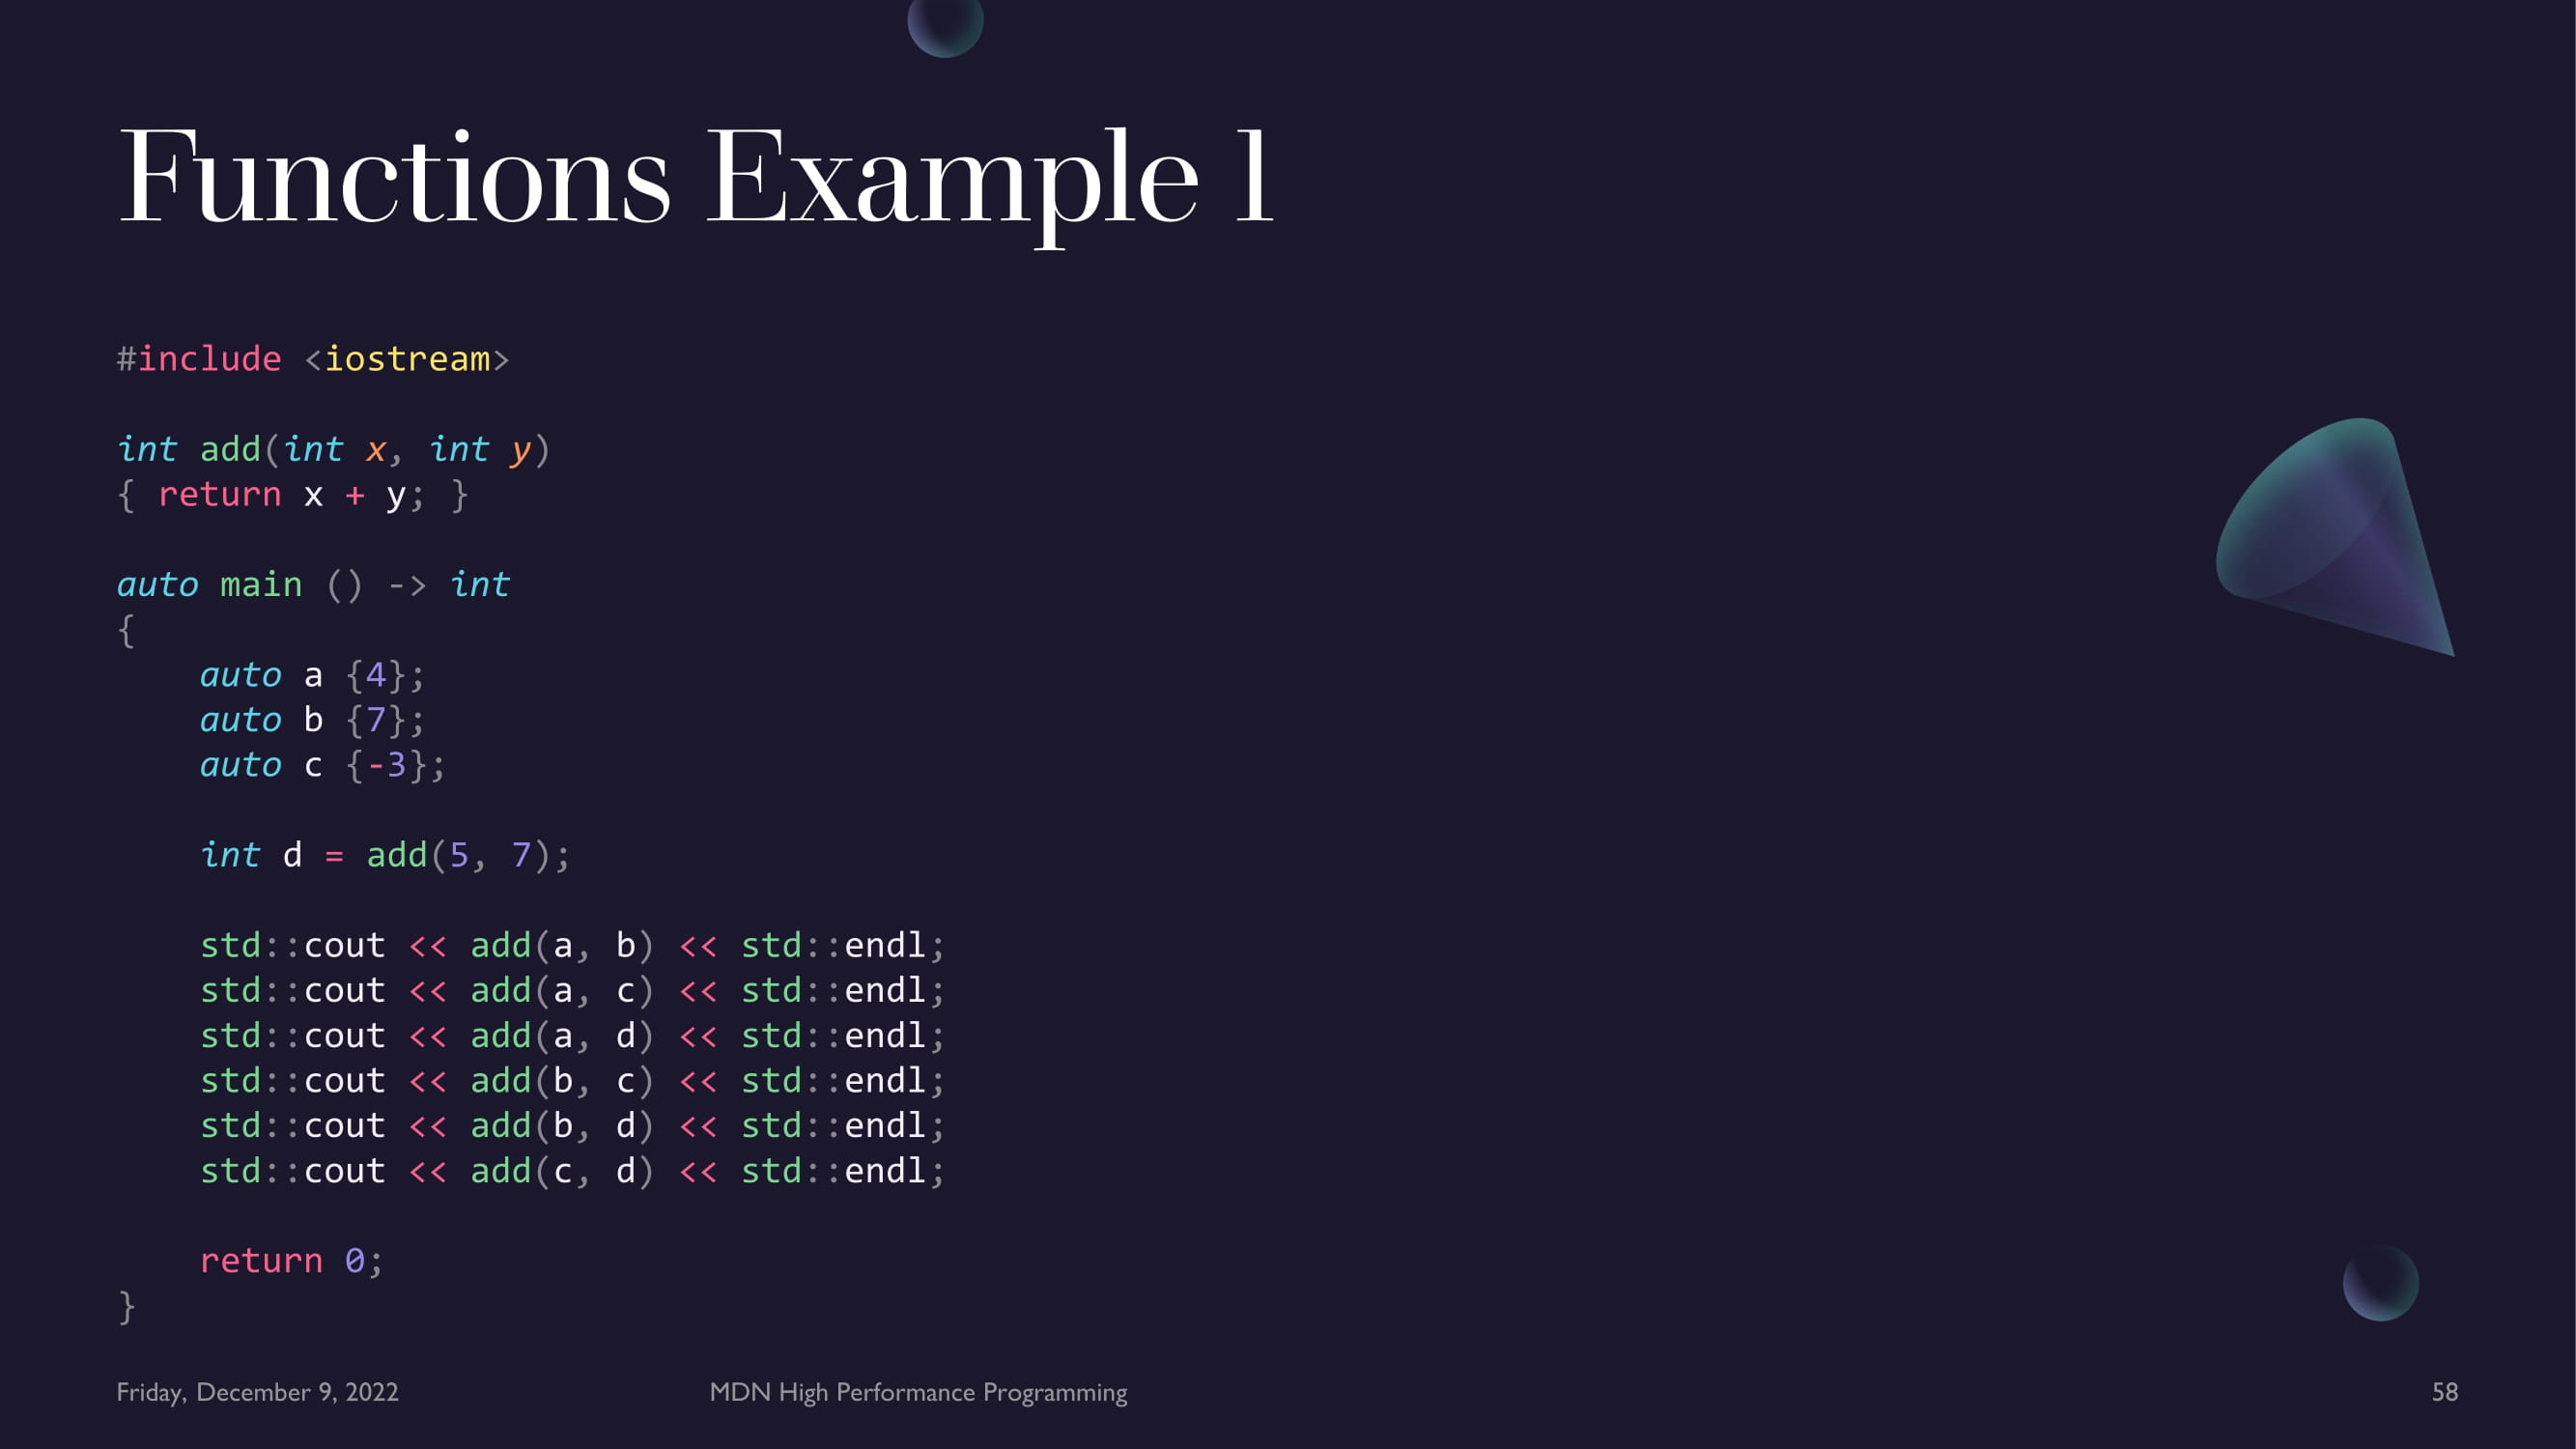 Functions Example 1
#include <iostream>
int add(int x, int y)
{ return x + y; }
auto main () -> int
{
    auto a {4};
    auto b {7};
    auto c {-3};
    int d = add(5, 7);
    std::cout << add(a, b) << std::endl;
    std::cout << add(a, c) << std::endl;
    std::cout << add(a, d) << std::endl;
    std::cout << add(b, c) << std::endl;
    std::cout << add(b, d) << std::endl;
    std::cout << add(c, d) << std::endl;
    return 0;
}
Friday, December 9, 2022
MDN High Performance Programming
58